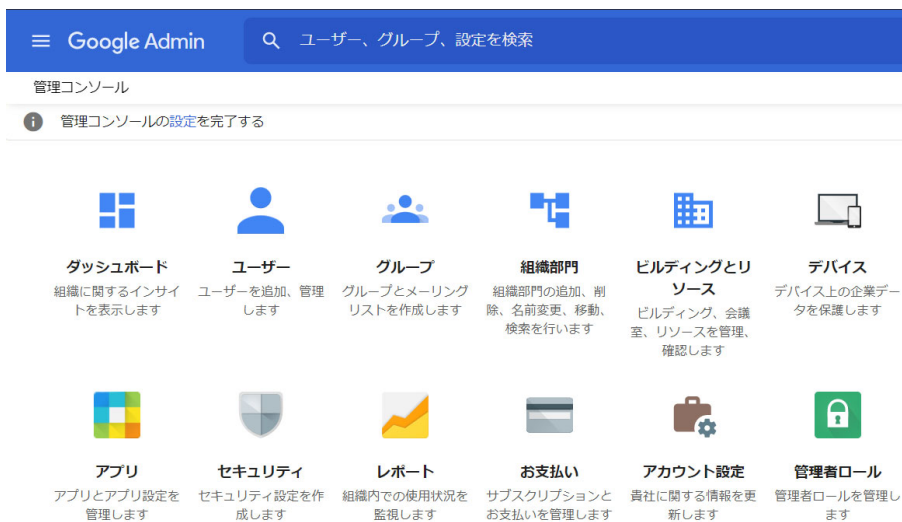 Google Admin
ユーザー、グループ、設定を検索
管理コンソール
管理コンソールの設定を完了する
ダッシュボード
組織に関するインサイ
トを表示します
ユーザー
ユーザーを追加、管理
します
グループ
グループとメーリング
リストを作成します
組織部門
組織部門の追加、削
除、名前変更、移動、
検索を行います
ビルディングとリ
ソース
ビルディング、会議
室、リソースを管理、
確認します
デバイス
デバイス上の企業デー
タを保護します
アプリ
アプリとアプリ設定を
管理します
セキュリティ
セキュリティ設定を作
成します
レポート
組織内での使用状況を
監視します
お支払い
サブスクリプションと
お支払いを管理します
アカウント設定
貴社に関する情報を更
新します
管理者ロール
管理者ロールを管理し
ます